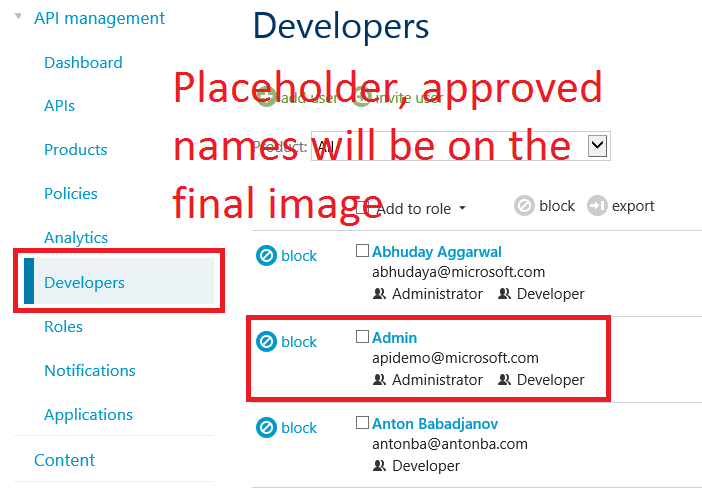 API management
Dashboard
APIs
Products
Policies
Analytics
Developers
Roles
Notifications
Applications
Content
Developers
Placeholder, approved
names will be on the
final image
add user invite user
Product: All
Add to role block export
block Abhuday Aggarwal
abhudaya@microsoft.com
Administrator Developer
block Admin
apidemo@microsoft.com
Administrator Developer
block Anton Babadjanov
antonba@antonba.com
Developer